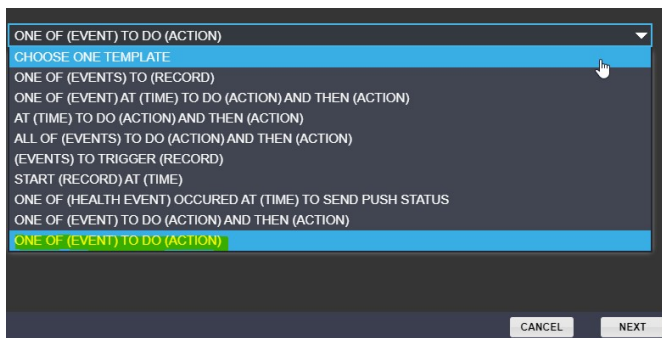 ONE OF (EVENT) TO DO (ACTION)
CHOOSE ONE TEMPLATE
ONE OF (EVENTS) TO (RECORD)
ONE OF (EVENT) AT (TIME) TO DO (ACTION) AND THEN (ACTION)
AT (TIME) TO DO (ACTION) AND THEN (ACTION)
ALL OF (EVENTS) TO DO (ACTION) AND THEN (ACTION)
(EVENTS) TO TRIGGER (RECORD)
START (RECORD) AT (TIME)
ONE OF (HEALTH EVENT) OCCURED AT (TIME) TO SEND PUSH STATUS
ONE OF (EVENT) TO DO (ACTION) AND THEN (ACTION)
ONE OF (EVENT) TO DO (ACTION)
CANCEL NEXT